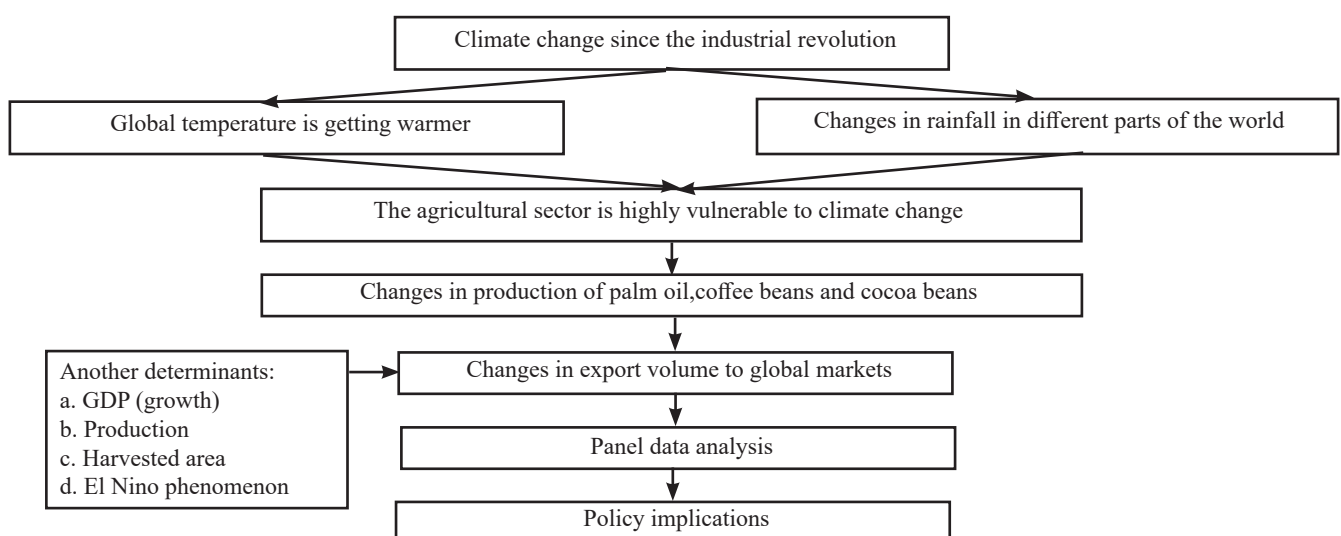 Climate change since the industrial revolution
Global temperature is getting warmer
Changes in rainfall in different parts of the world
The agricultural sector is highly vulnerable to climate change
Changes in production of palm oil,coffee beans and cocoa beans
Another determinants:
a. GDP (growth)
b. Production
c. Harvested area
d. El Nino phenomenon
Changes in export volume to global markets
Panel data analysis
Policy implications